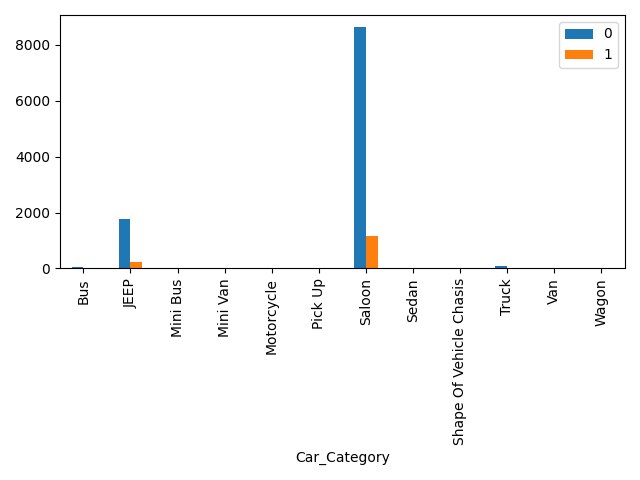 8000
6000
4000
2000
0
0
1
Bus
JEEP
Mini Bus
Mini Van
Motorcycle
Pick Up
Saloon
Sedan
Shape Of Vehicle Chasis
Truck
Van
Wagon
Car_Category